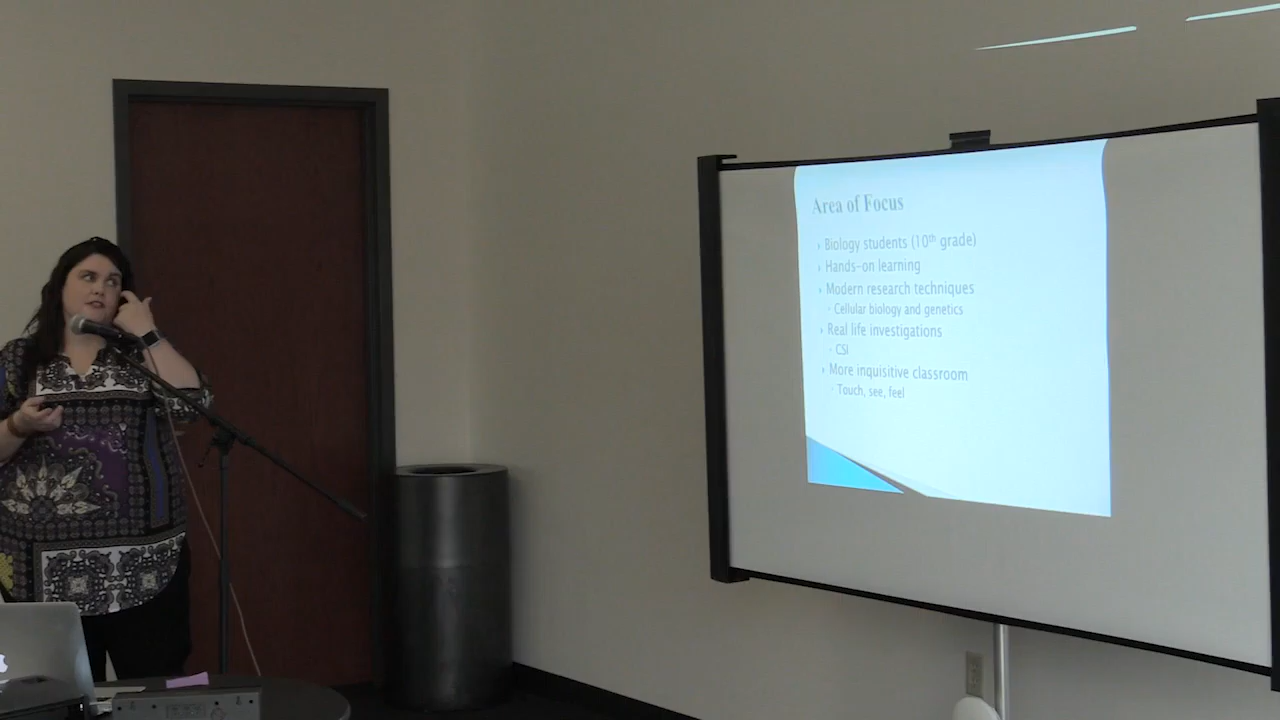 Area of Focus
Biology students (10th grade)
Hands-on learning
Modern research techniques
Cellular biology and genetics
Real life investigations
CSI
More inquisitive classroom
Touch, see, feel